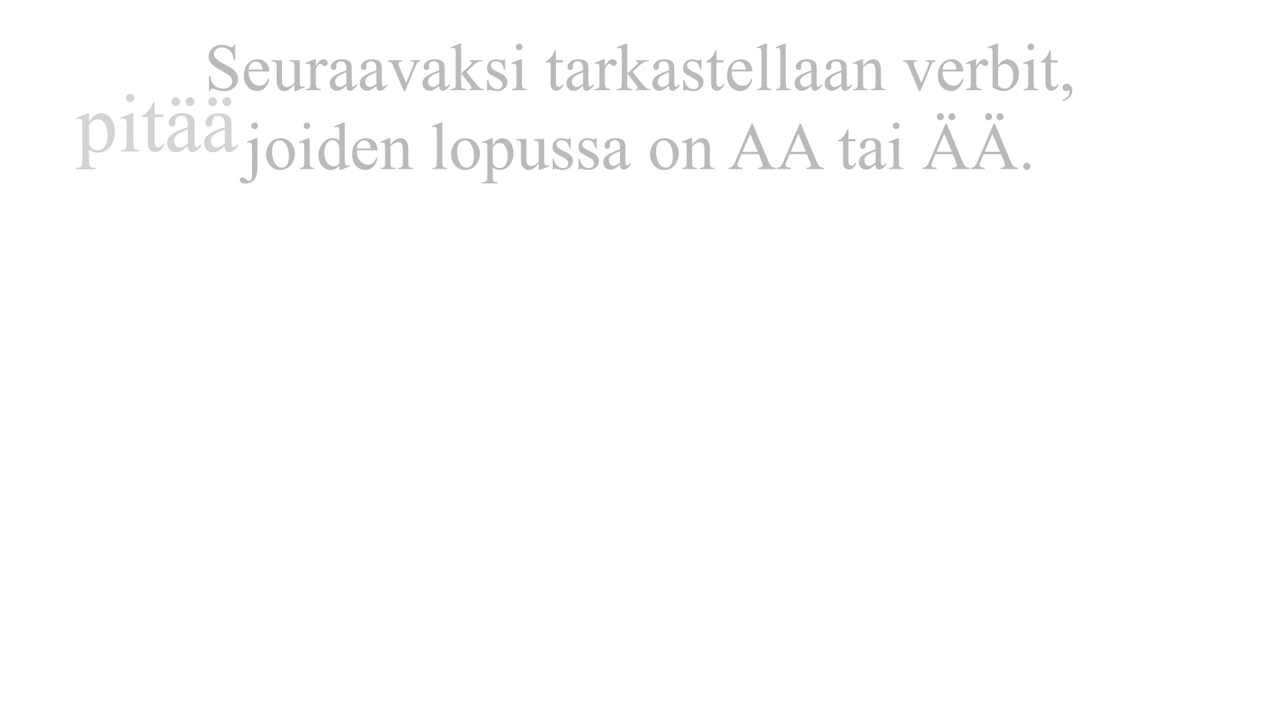 Seuraavaksi tarkastellaan verbit,
pitää
joiden lopussa on AA tai ÄÄ.